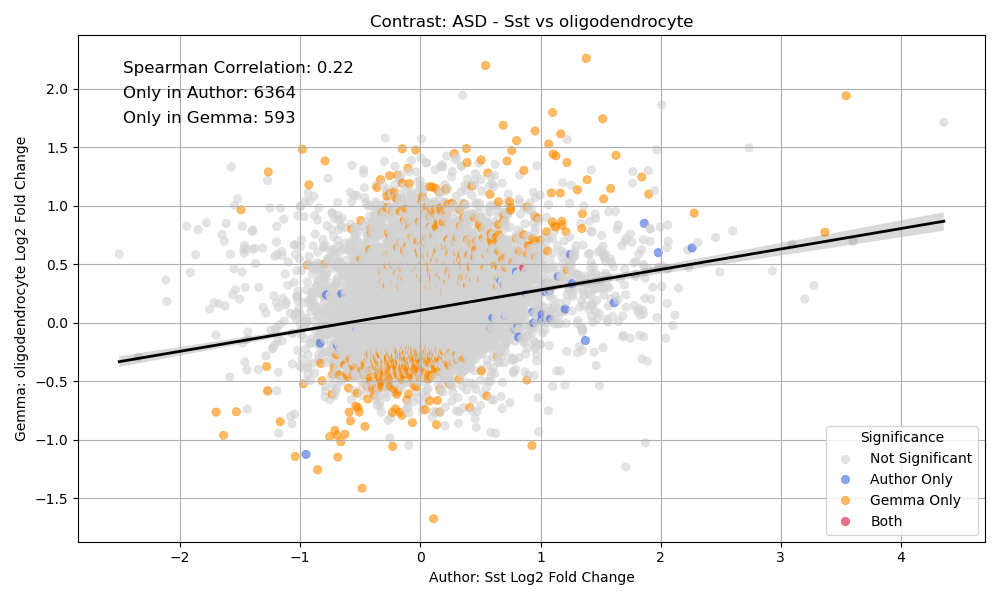 Contrast: ASD - Sst vs oligodendrocyte
Spearman Correlation: 0.22
Only in Author: 6364
Only in Gemma: 593
Gemma: oligodendrocyte Log2 Fold Change
2.0
1.5
1.0
0.5
0.0
−0.5
−1.0
−1.5
Significance
Not Significant
Author Only
Gemma Only
Both
−2
−1
0
1
2
3
4
Author: Sst Log2 Fold Change